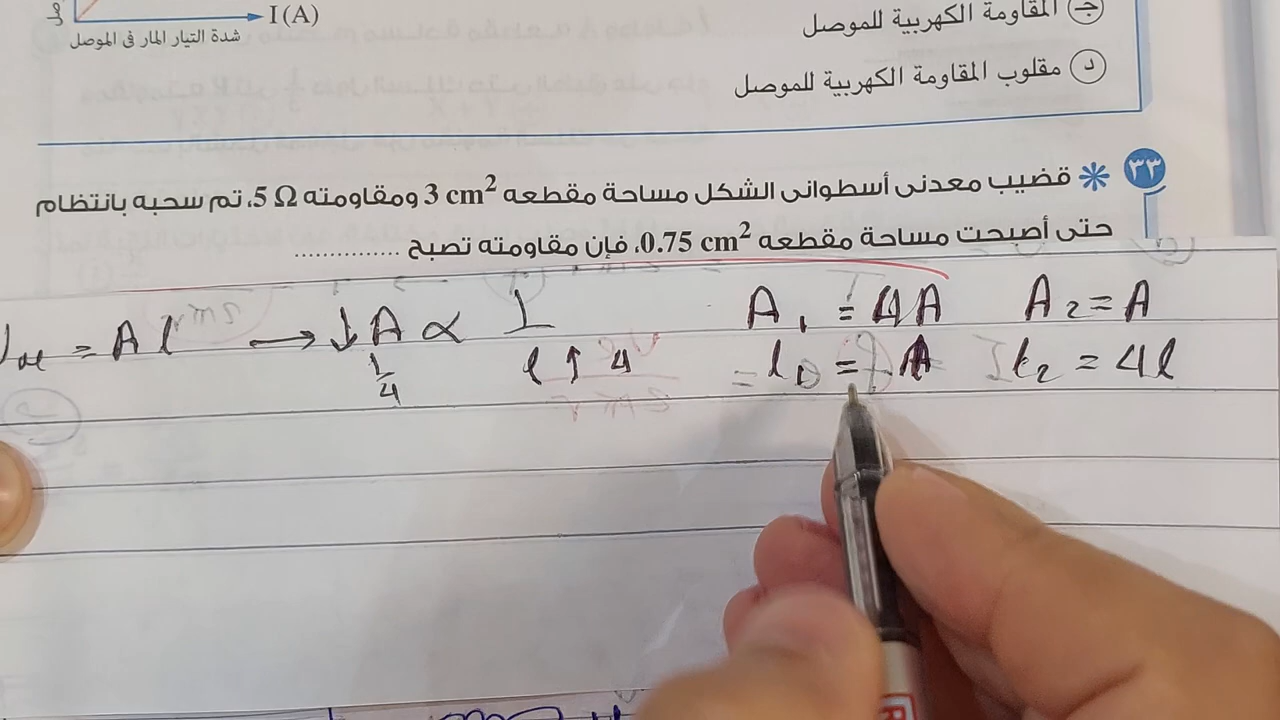 I (A)
شدة التيار المار فى الموصل
جـ المقاومة الكهربية للموصل
د مقلوب المقاومة الكهربية للموصل
٣٣ * قضيب معدنى أسطوانى الشكل مساحة مقطعه 3 cm² ومقاومته 5 Ω، تم سحبه بانتظام
حتى أصبحت مساحة مقطعه 0.75 cm²، فإن مقاومته تصبح ...............
= A l → ↓ A ∝ 1 / l ↑ 4
1/4
A₁ = 4A A₂ = A
l₁ = l₂ = 4l